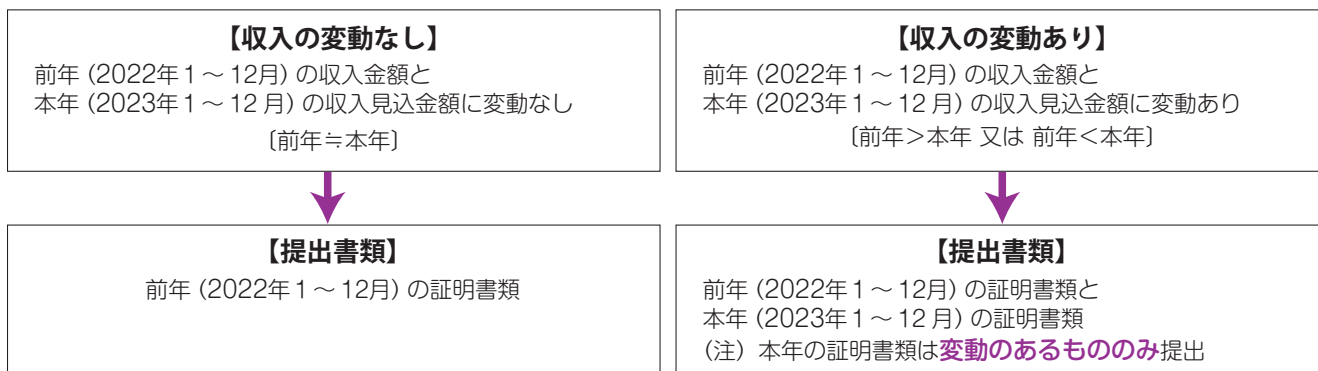 【収入の変動なし】
前年 (2022年1～12月) の収入金額と
本年 (2023年1～12月) の収入見込金額に変動なし
〔前年≒本年〕
【提出書類】
前年 (2022年1～12月) の証明書類
【収入の変動あり】
前年 (2022年1～12月) の収入金額と
本年 (2023年1～12月) の収入見込金額に変動あり
〔前年＞本年 又は 前年＜本年〕
【提出書類】
前年 (2022年1～12月) の証明書類と
本年 (2023年1～12月) の証明書類
(注) 本年の証明書類は変動のあるもののみ提出